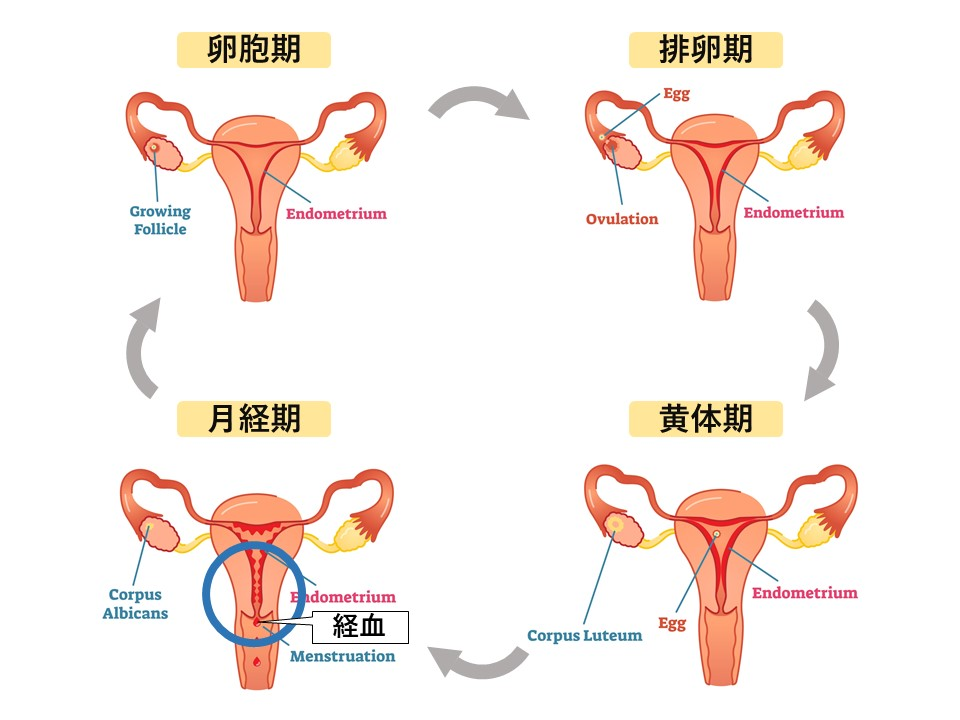 卵胞期
Growing
Follicle
Endometrium
排卵期
Egg
Ovulation
Endometrium
月経期
Corpus
Albicans
Endometrium
経血
Menstruation
黄体期
Corpus Luteum
Egg
Endometrium